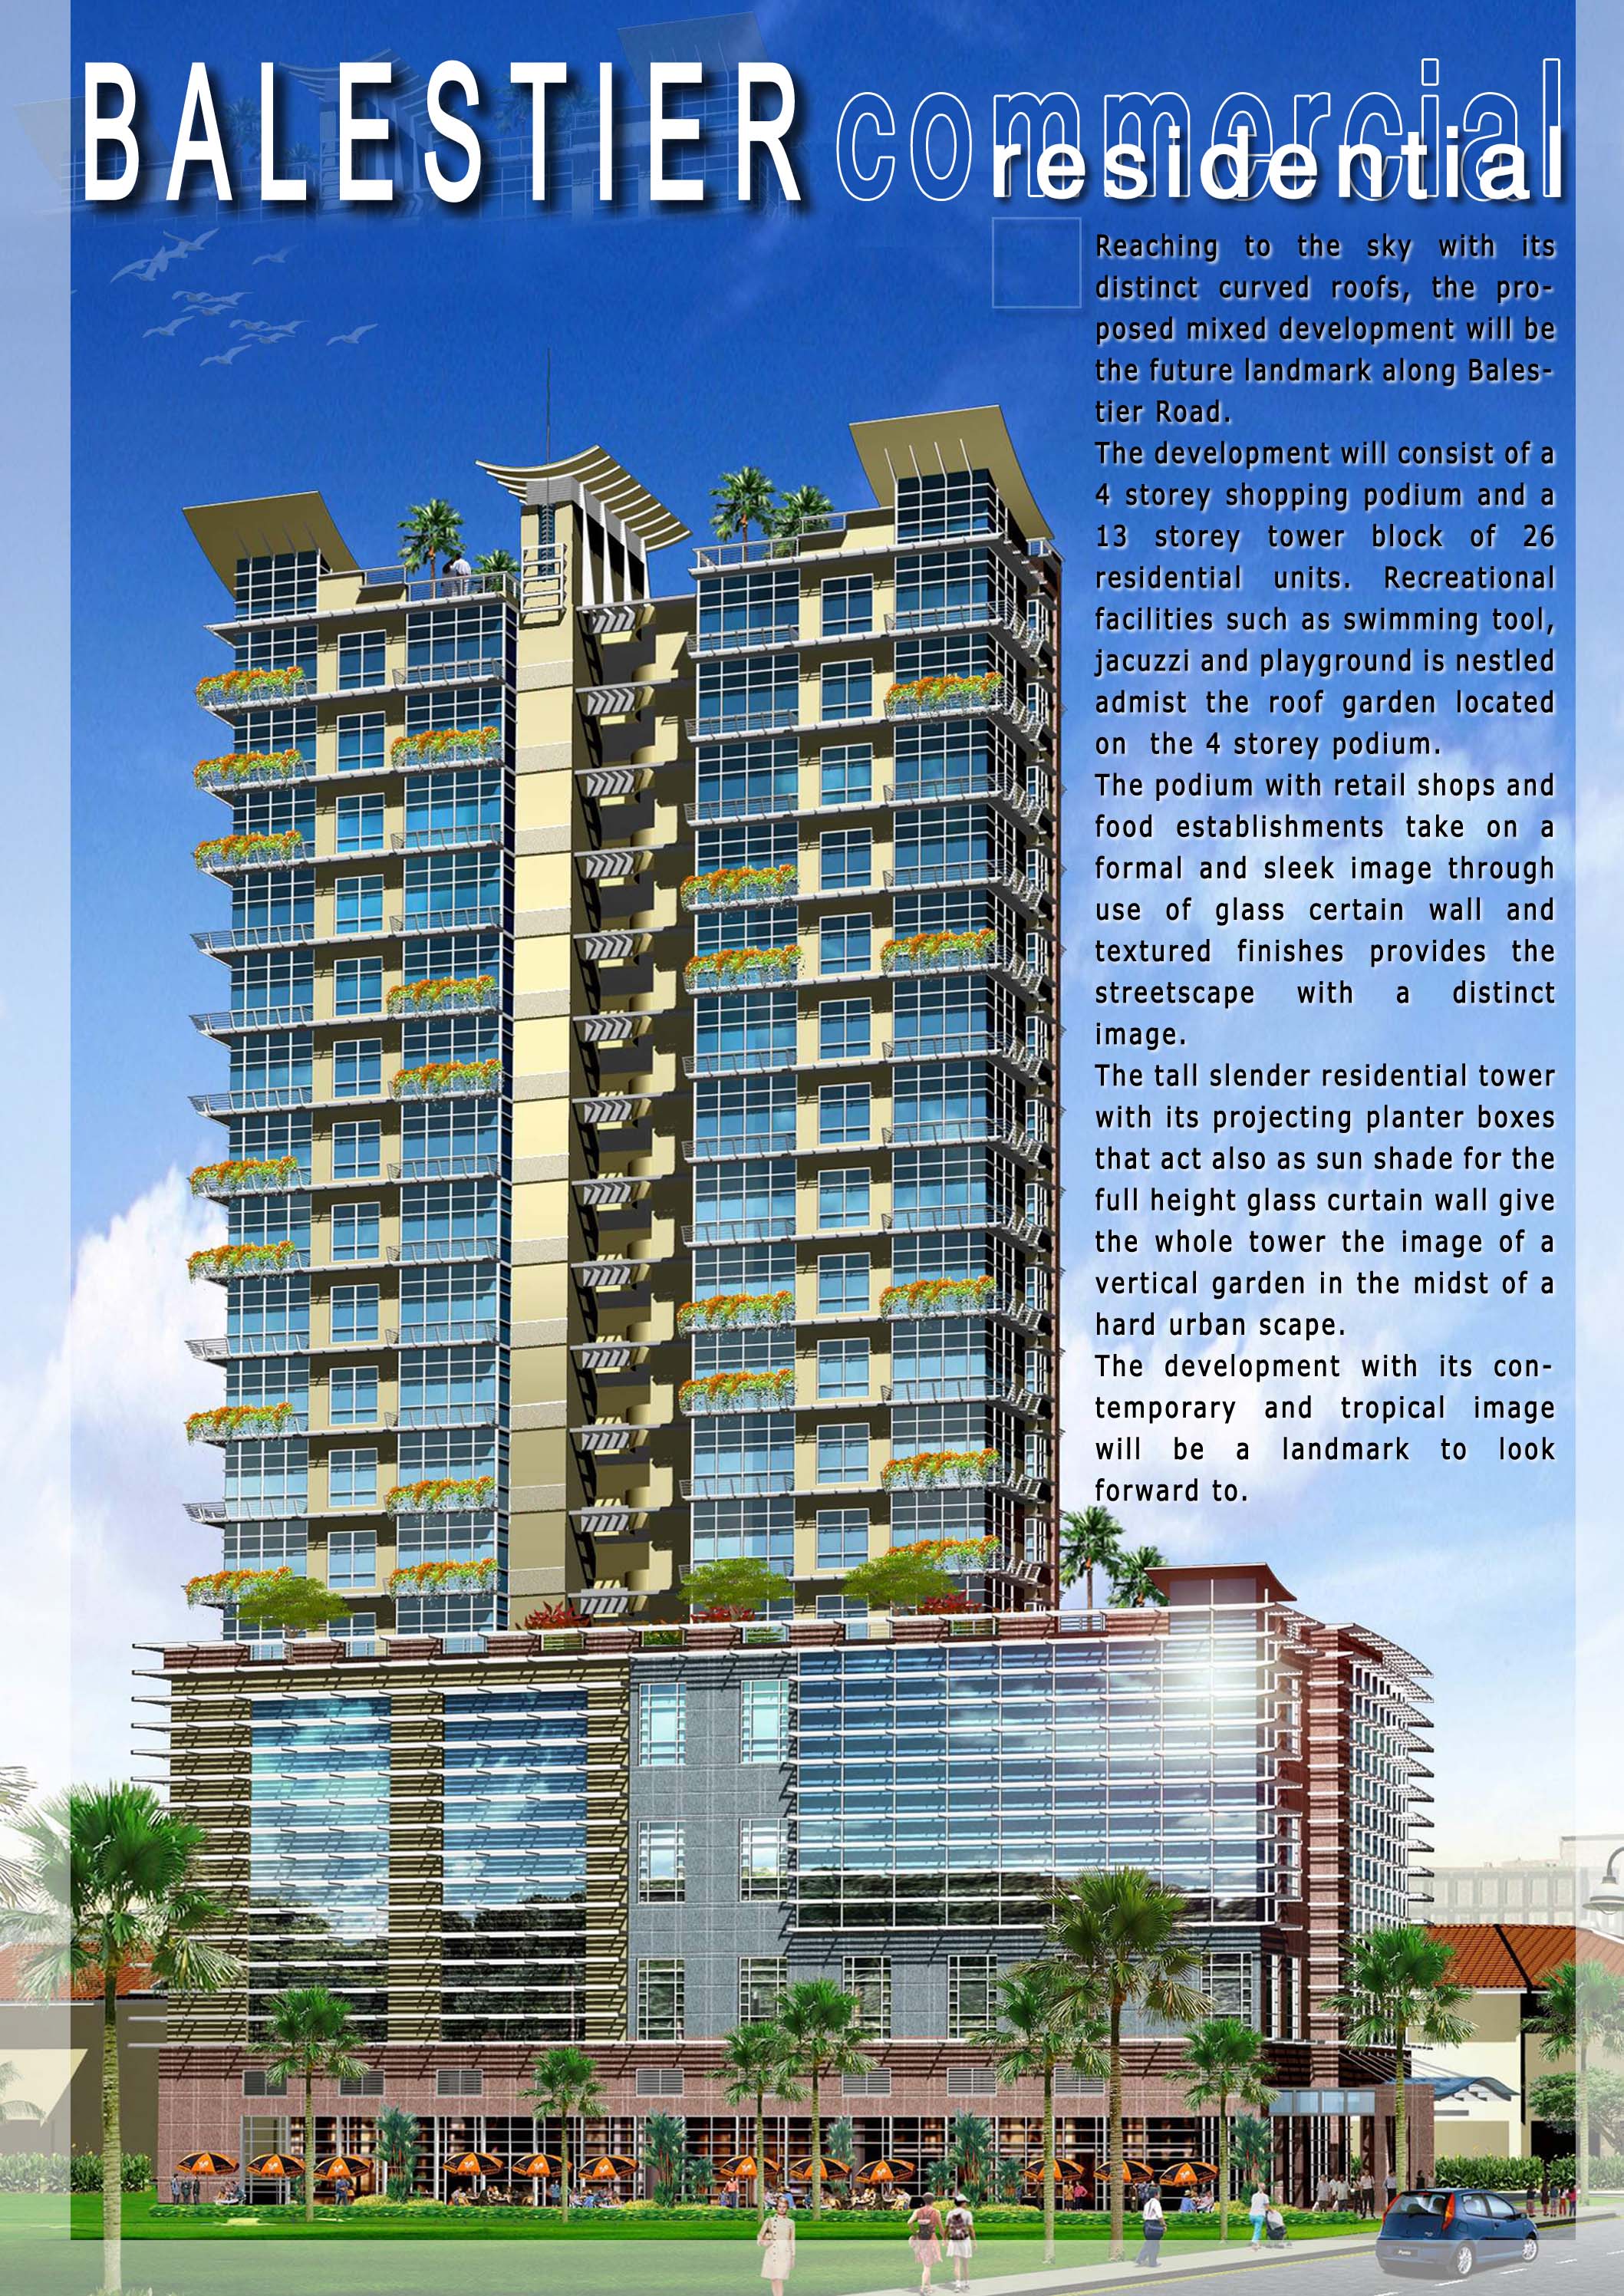 BALESTIER commercial
residential
Reaching to the sky with its
distinct curved roofs, the pro-
posed mixed development will be
the future landmark along Bales-
tier Road.
The development will consist of a
4 storey shopping podium and a
13 storey tower block of 26
residential units. Recreational
facilities such as swimming tool,
jacuzzi and playground is nestled
admist the roof garden located
on the 4 storey podium.
The podium with retail shops and
food establishments take on a
formal and sleek image through
use of glass certain wall and
textured finishes provides the
streetscape with a distinct
image.
The tall slender residential tower
with its projecting planter boxes
that act also as sun shade for the
full height glass curtain wall give
the whole tower the image of a
vertical garden in the midst of a
hard urban scape.
The development with its con-
temporary and tropical image
will be a landmark to look
forward to.